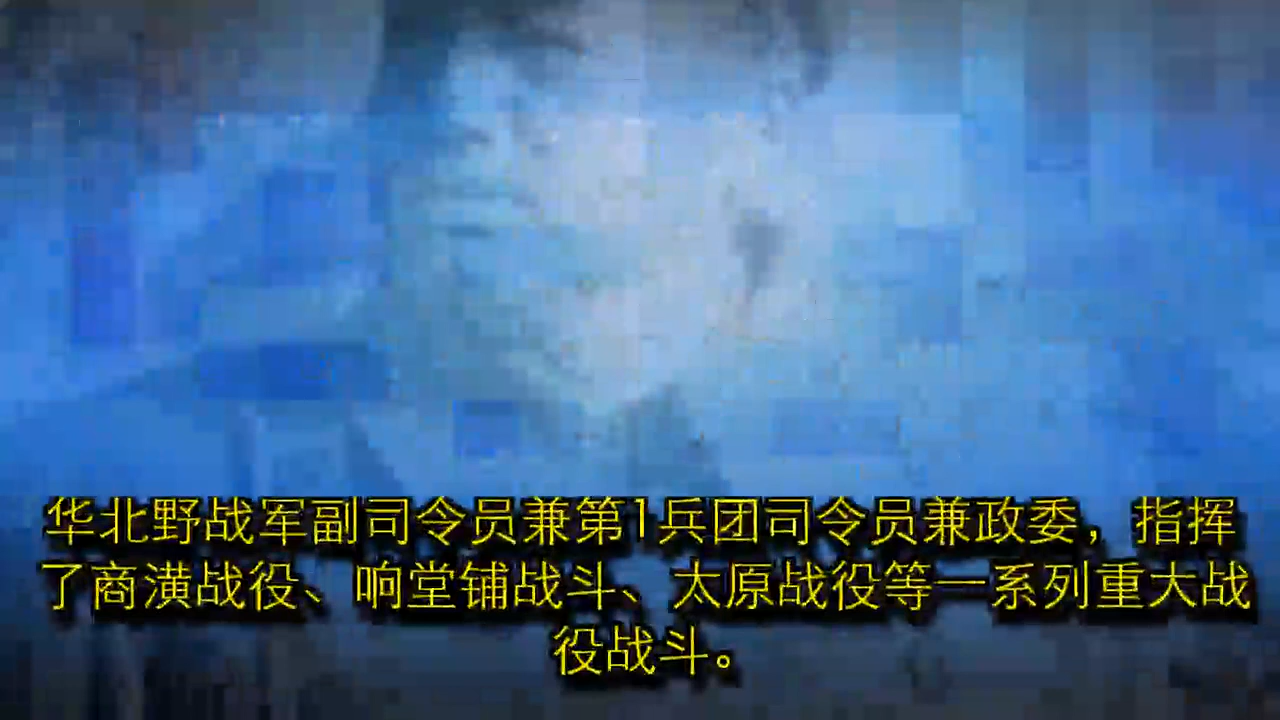 华北野战军副司令员兼第1兵团司令员兼政委，指挥
了商潢战役、响堂铺战斗、太原战役等一系列重大战
役战斗。